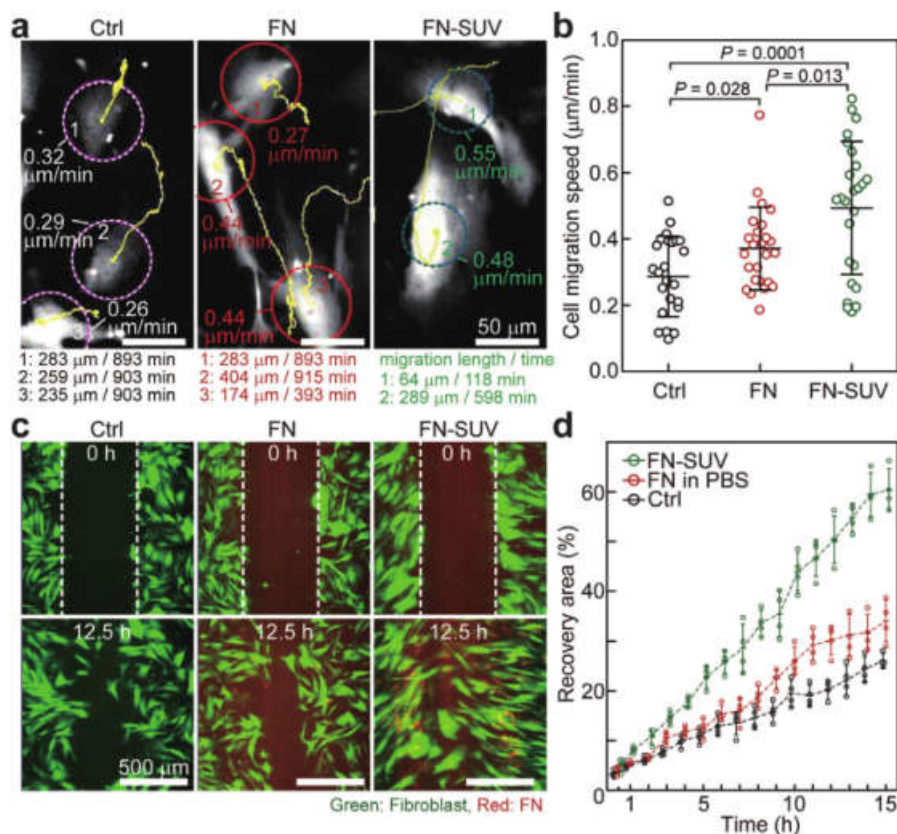 a
Ctrl
FN
FN-SUV
1
0.32
μm/min
0.29
μm/min
2
0.26
μm/min
3
1
0.27
μm/min
2
0.44
μm/min
3
0.44
μm/min
1
0.55
μm/min
2
0.48
μm/min
50 μm
1: 283 μm / 893 min
2: 259 μm / 903 min
3: 235 μm / 903 min
1: 283 μm / 893 min
2: 404 μm / 915 min
3: 174 μm / 393 min
migration length / time
1: 64 μm / 118 min
2: 289 μm / 598 min
b
Cell migration speed (μm/min)
1.0
0.8
0.6
0.4
0.2
0.0
P = 0.0001
P = 0.028
P = 0.013
Ctrl
FN
FN-SUV
c
Ctrl
FN
FN-SUV
0 h
0 h
0 h
12.5 h
12.5 h
12.5 h
500 μm
Green: Fibroblast, Red: FN
d
Recovery area (%)
60
40
20
0
FN-SUV
FN in PBS
Ctrl
1
5
10
15
Time (h)